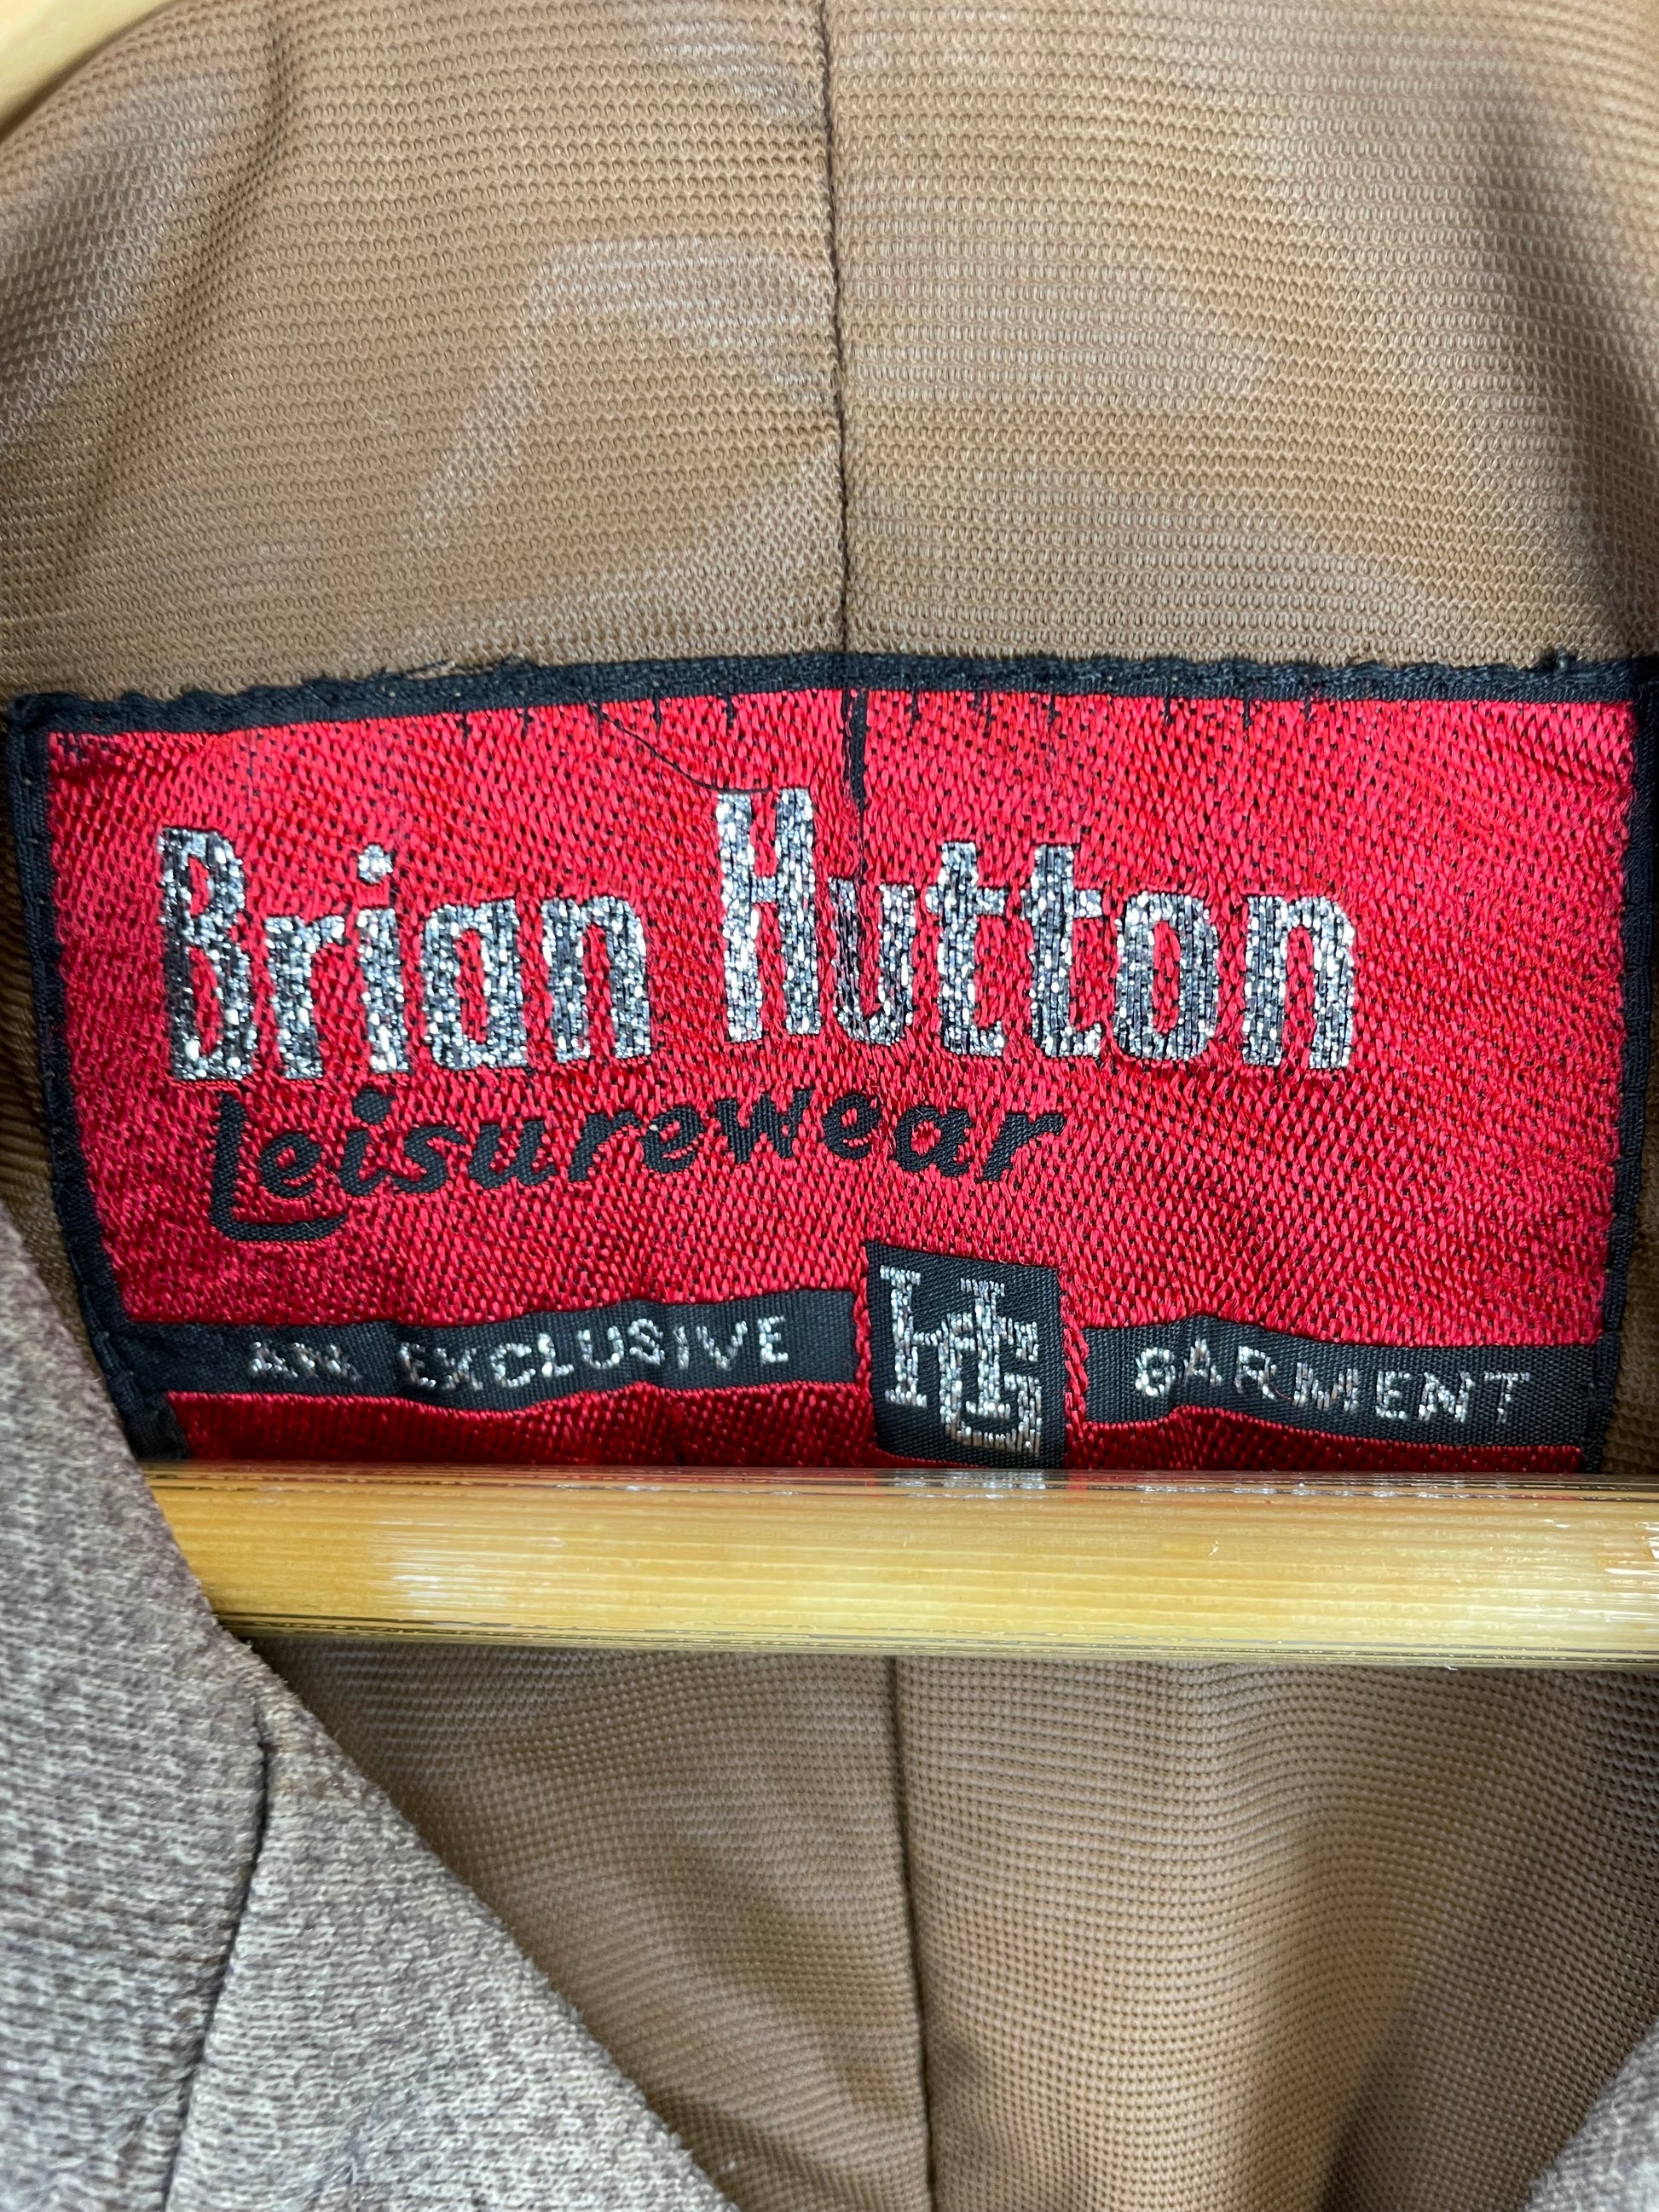 Brian Hutton
Leisurewear
AN EXCLUSIVE HG GARMENT